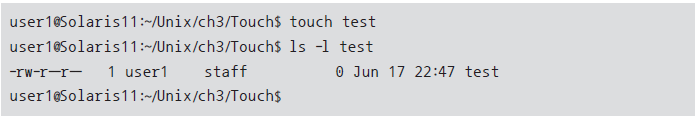 user1@Solaris11:~/Unix/ch3/Touch$ touch test
user1@Solaris11:~/Unix/ch3/Touch$ ls -l test
-rw-r—r—   1 user1    staff          0 Jun 17 22:47 test
user1@Solaris11:~/Unix/ch3/Touch$